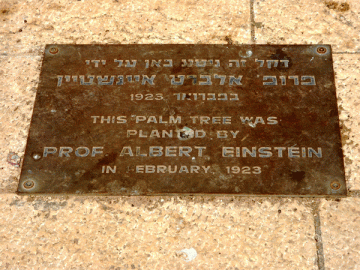 דקל זה ניטע כאן על ידי
פרופ' אלברט איינשטיין
בפברואר 1923
THIS PALM TREE WAS
PLANTED BY
PROF ALBERT EINSTEIN
IN FEBRUARY, 1923